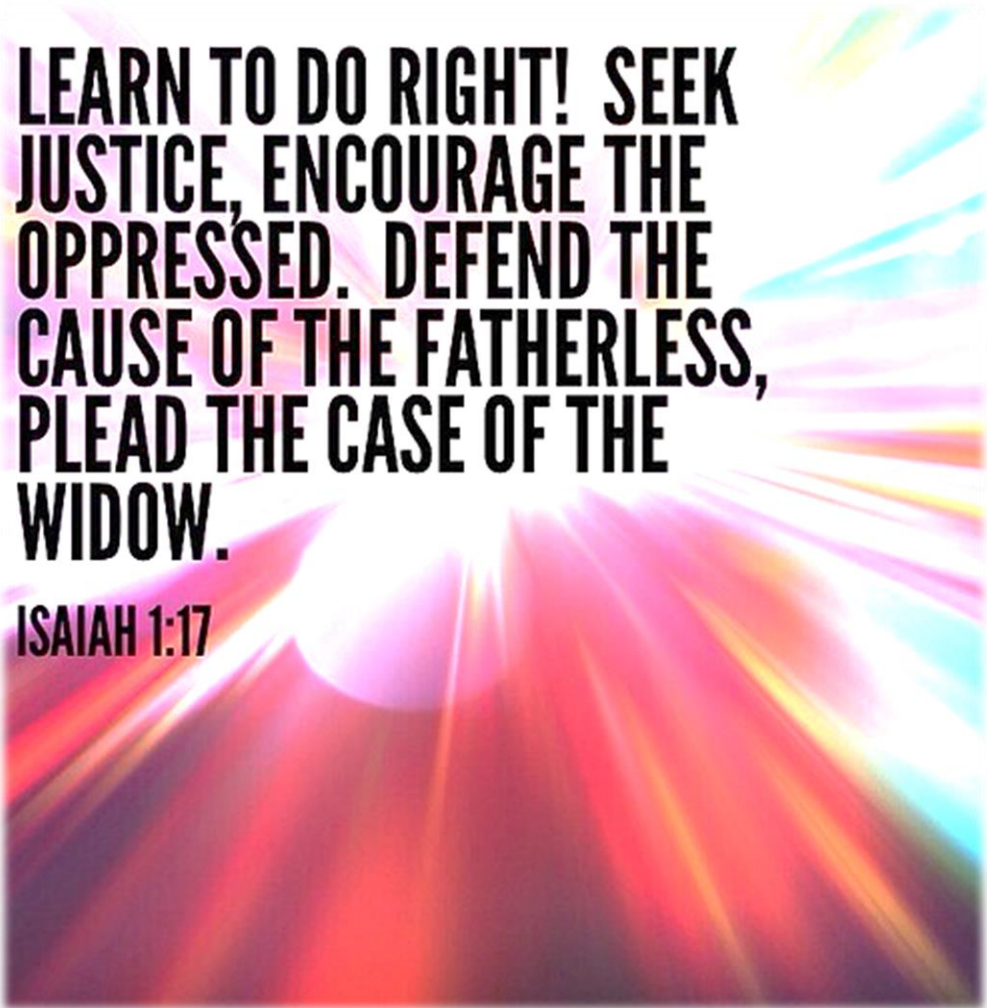 LEARN TO DO RIGHT! SEEK
JUSTICE, ENCOURAGE THE
OPPRESSED. DEFEND THE
CAUSE OF THE FATHERLESS,
PLEAD THE CASE OF THE
WIDOW.
ISAIAH 1:17